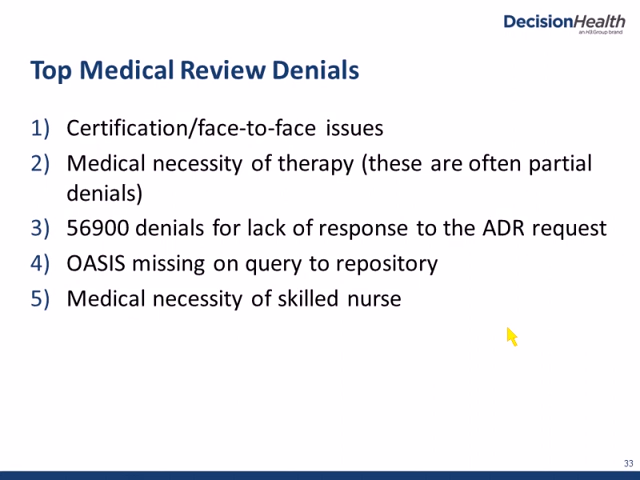 DecisionHealth
an H3.Group brand
Top Medical Review Denials
1) Certification/face-to-face issues
2) Medical necessity of therapy (these are often partial
denials)
3) 56900 denials for lack of response to the ADR request
4) OASIS missing on query to repository
5) Medical necessity of skilled nurse
33